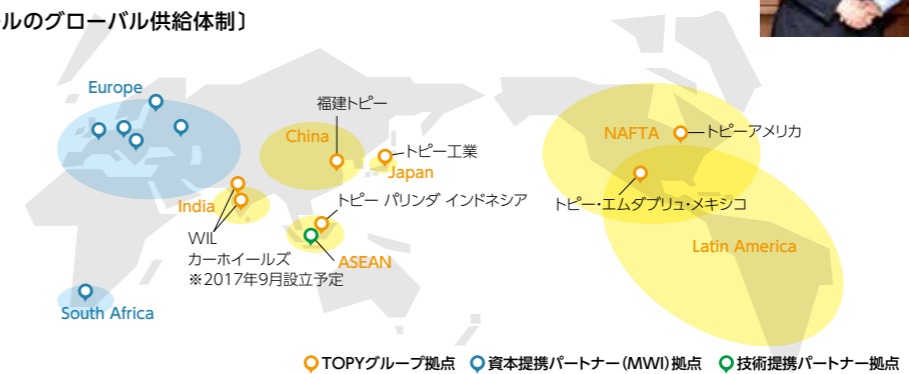 ルのグローバル供給体制〕
Europe
福建トピー
China
トピー工業
Japan
NAFTA
トピーアメリカ
India
トピー パリンダ インドネシア
トピー・エムダブリュ・メキシコ
WIL
カーホイールズ
※2017年9月設立予定
ASEAN
Latin America
South Africa
TOPYグループ拠点 資本提携パートナー（MWI）拠点 技術提携パートナー拠点